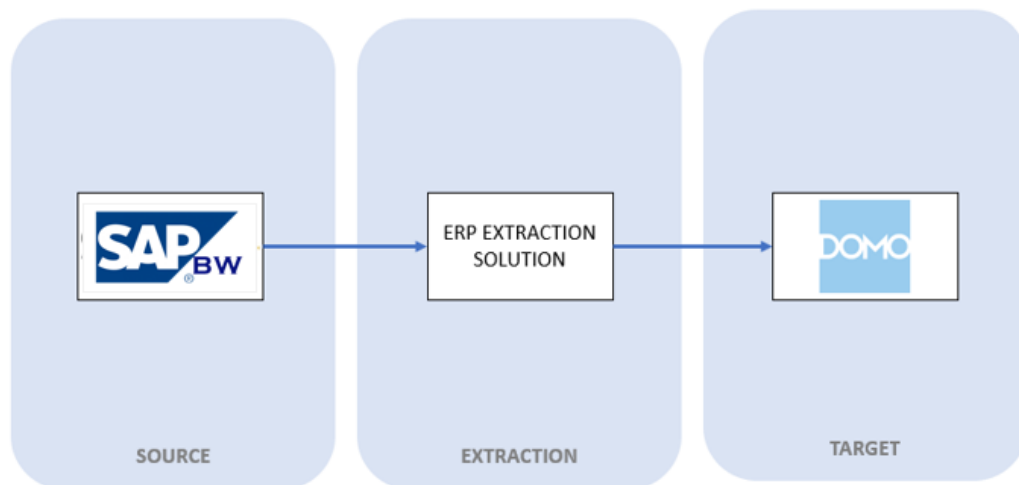 SAP
® BW
ERP EXTRACTION
SOLUTION
DOMO
SOURCE
EXTRACTION
TARGET